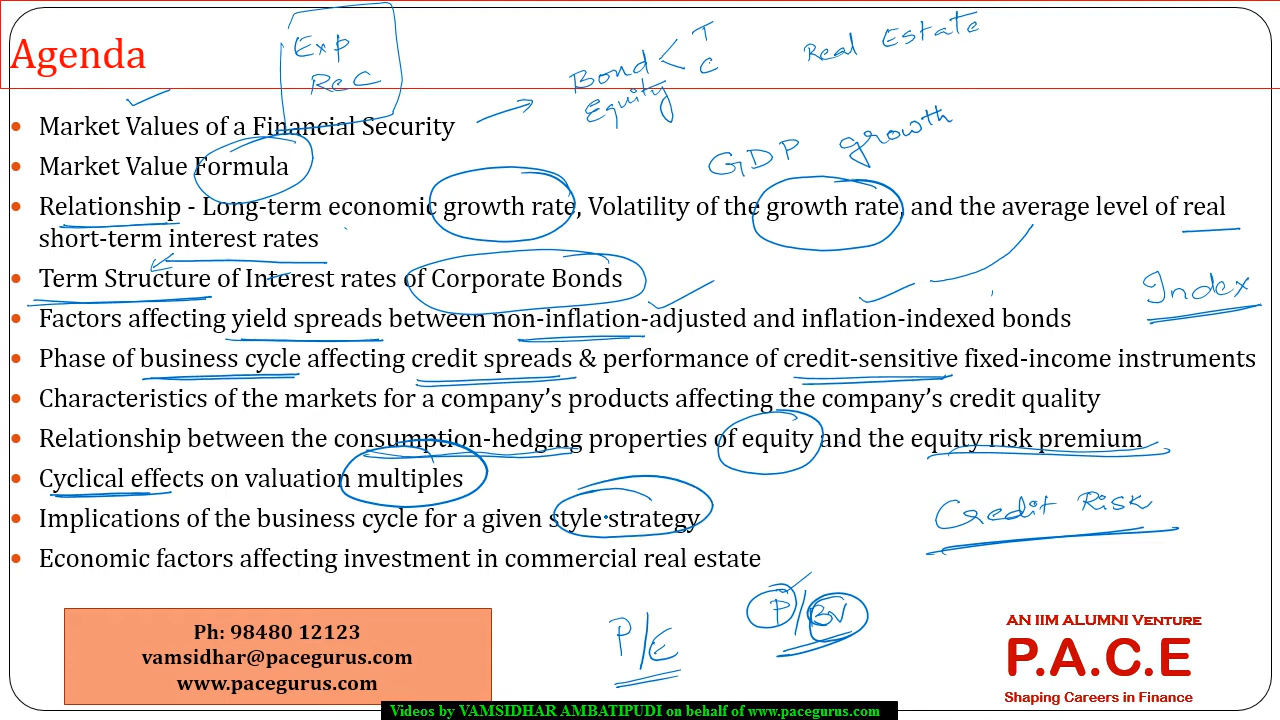 Agenda
Exp
Rec
Bond < T
C
Equity
Real Estate
GDP growth
• Market Values of a Financial Security
• Market Value Formula
• Relationship - Long-term economic growth rate, Volatility of the growth rate, and the average level of real
short-term interest rates
• Term Structure of Interest rates of Corporate Bonds
Index
• Factors affecting yield spreads between non-inflation-adjusted and inflation-indexed bonds
• Phase of business cycle affecting credit spreads & performance of credit-sensitive fixed-income instruments
• Characteristics of the markets for a company's products affecting the company's credit quality
• Relationship between the consumption-hedging properties of equity and the equity risk premium
• Cyclical effects on valuation multiples
• Implications of the business cycle for a given style strategy
Credit Risk
• Economic factors affecting investment in commercial real estate
P/E
P/BV
Ph: 98480 12123
vamsidhar@pacegurus.com
www.pacegurus.com
AN IIM ALUMNI VENTURE
P.A.C.E
Shaping Careers in Finance
Videos by VAMSIDHAR AMBATIPUDI on behalf of www.pacegurus.com